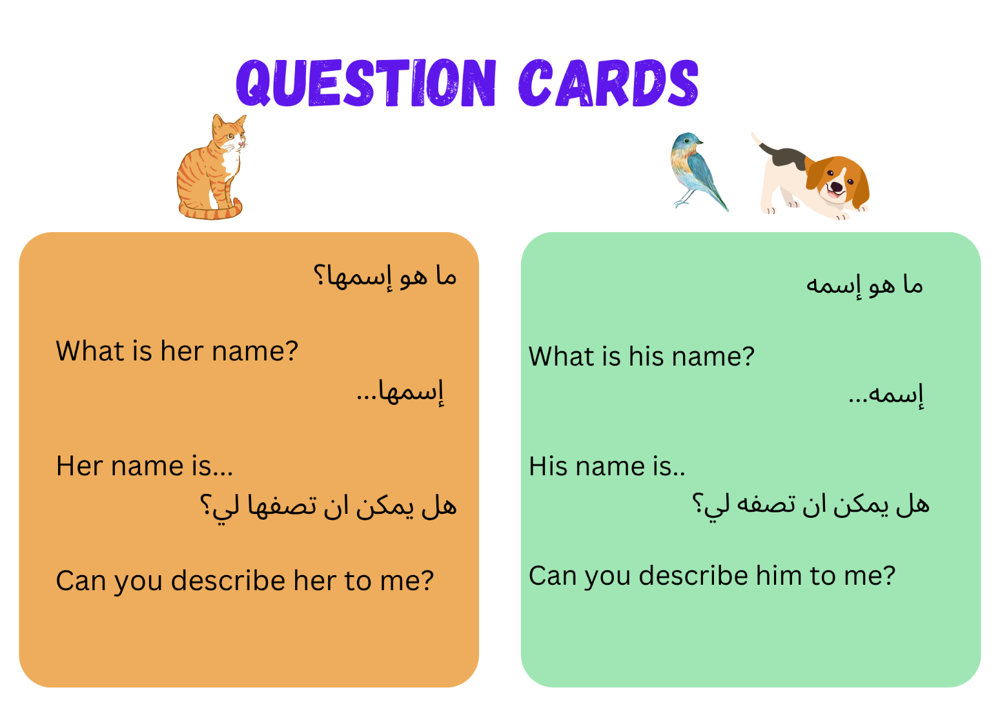 QUESTION CARDS
ما هو إسمها؟
What is her name?
إسمها...
Her name is...
هل يمكن ان تصفها لي؟
Can you describe her to me?
ما هو إسمه
What is his name?
إسمه...
His name is..
هل يمكن ان تصفه لي؟
Can you describe him to me?